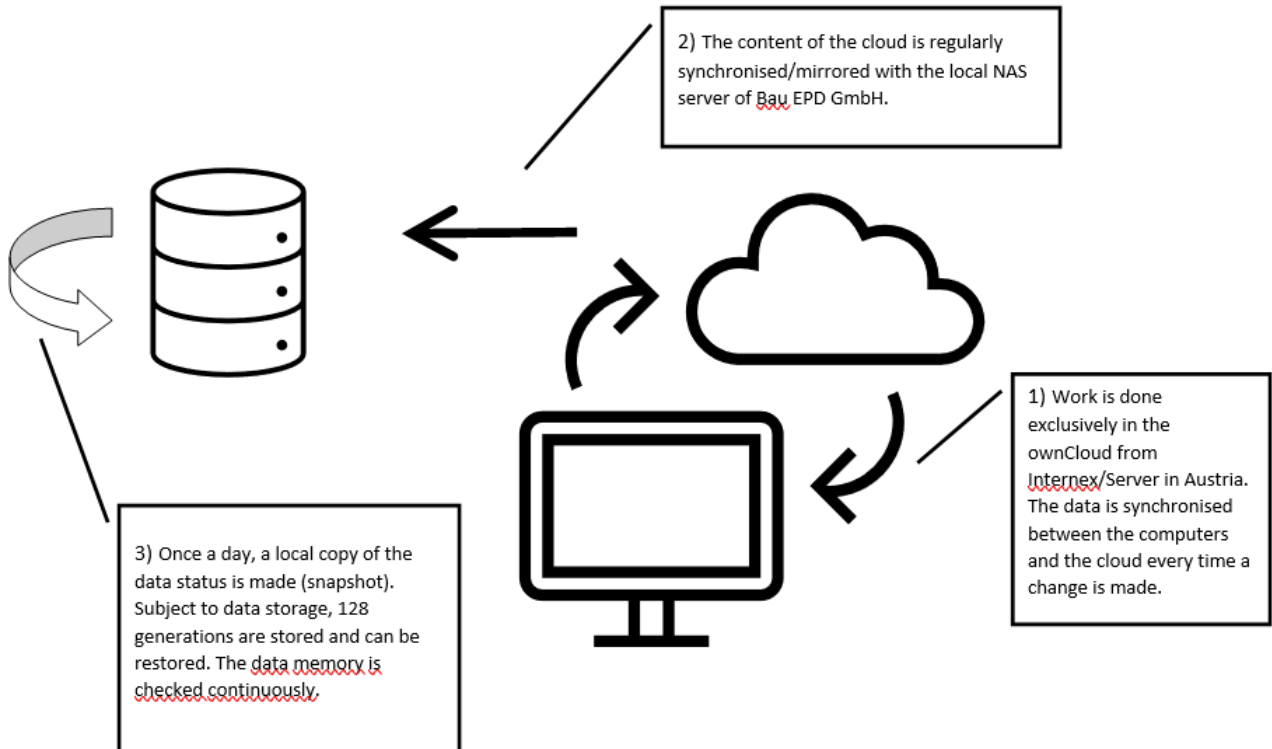 2) The content of the cloud is regularly
synchronised/mirrored with the local NAS
server of Bau EPD GmbH.
1) Work is done
exclusively in the
ownCloud from
Internex/Server in Austria.
The data is synchronised
between the computers
and the cloud every time a
change is made.
3) Once a day, a local copy of the
data status is made (snapshot).
Subject to data storage, 128
generations are stored and can be
restored. The data memory is
checked continuously.